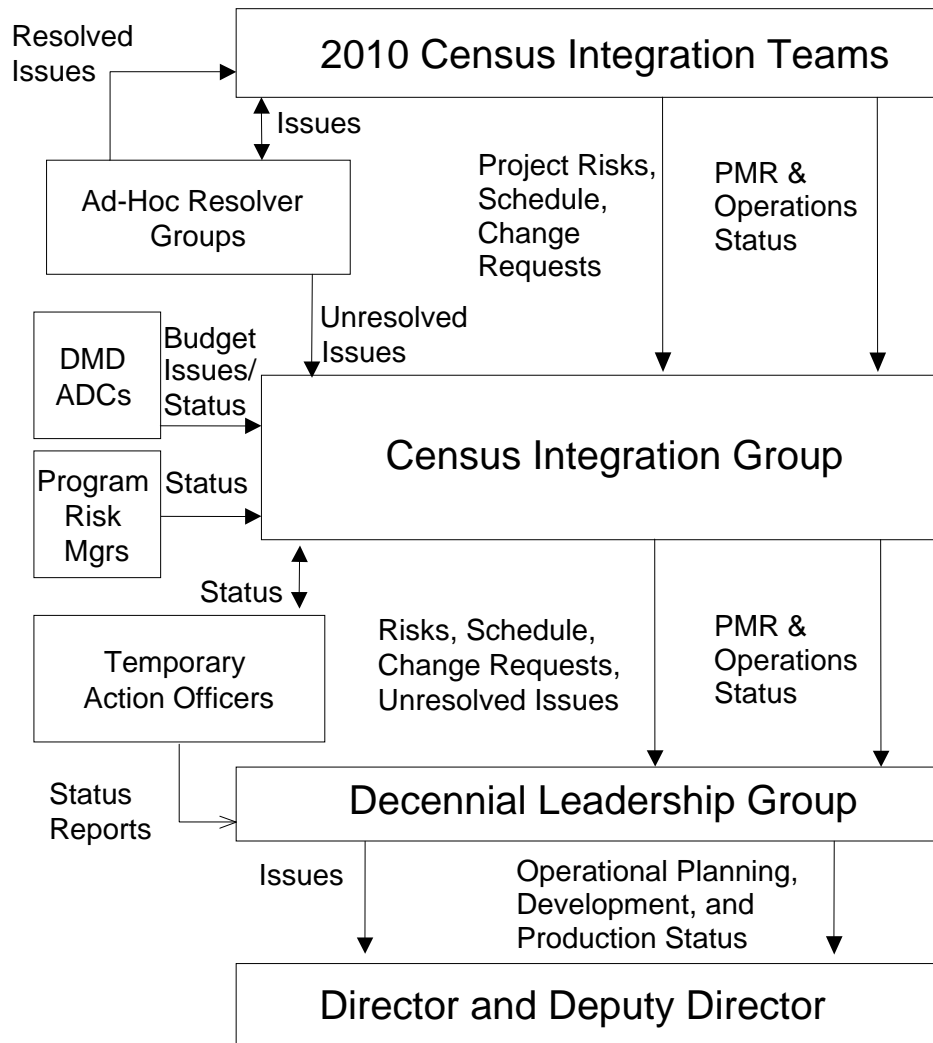 Resolved
Issues
2010 Census Integration Teams
Issues
Ad-Hoc Resolver
Groups
Project Risks,
Schedule,
Change
Requests
PMR &
Operations
Status
Unresolved
Issues
DMD
ADCs
Budget
Issues/
Status
Census Integration Group
Program
Risk
Mgrs
Status
Status
Temporary
Action Officers
Risks, Schedule,
Change Requests,
Unresolved Issues
PMR &
Operations
Status
Status
Reports
Decennial Leadership Group
Issues
Operational Planning,
Development, and
Production Status
Director and Deputy Director